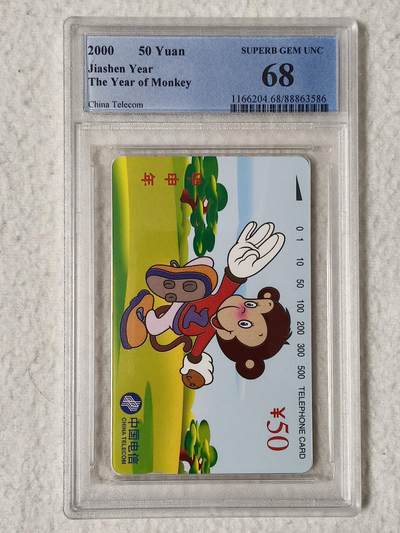 2000 50 Yuan
Jiashen Year
The Year of Monkey
China Telecom
SUPERB GEM UNC
68
1166204.68/88863586
甲申年
0 1 10 50 100 200 300 500 TELEPHONE CARD
¥50
中国电信
CHINA TELECOM